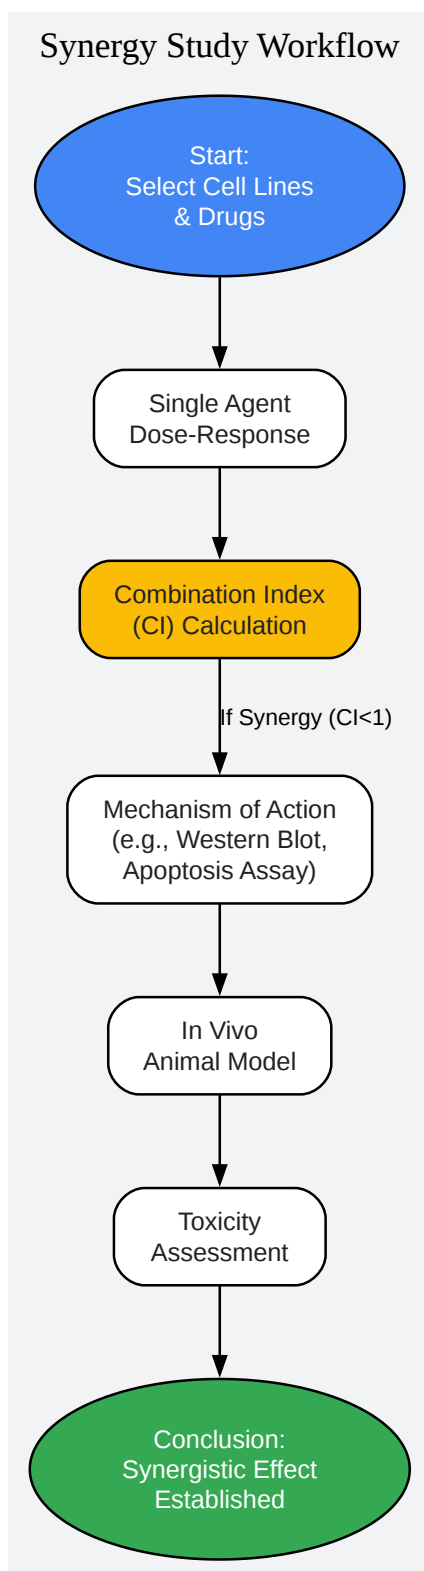 Synergy Study Workflow
Start:
Select Cell Lines
& Drugs
Single Agent
Dose-Response
Combination Index
(CI) Calculation
If Synergy (CI<1)
Mechanism of Action
(e.g., Western Blot,
Apoptosis Assay)
In Vivo
Animal Model
Toxicity
Assessment
Conclusion:
Synergistic Effect
Established